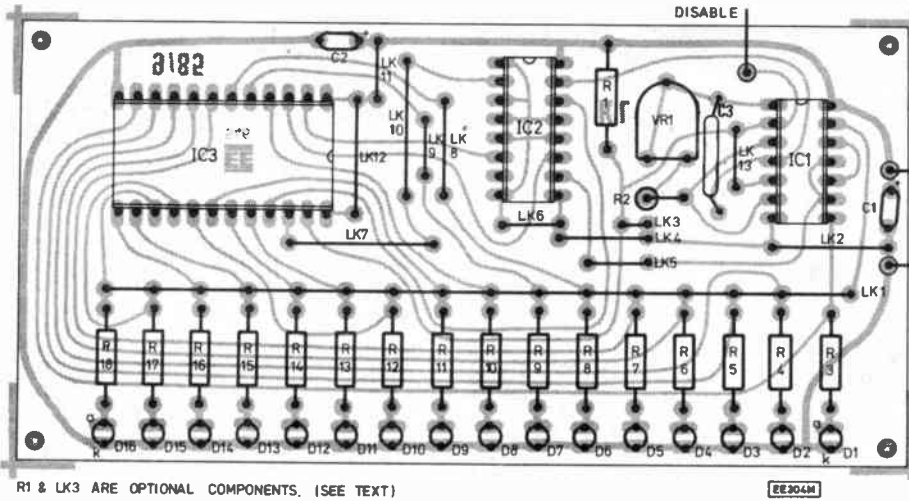 DISABLE
C2
LK 11
LK 10
LK 9
LK 8
LK12
IC3
IC2
R 1
VR1
C3
LK 13
IC1
R2
C1
LK6
LK3
LK4
LK5
LK2
LK7
LK1
R 18
R 17
R 16
R 15
R 14
R 13
R 12
R 11
R 10
R 9
R 8
R 7
R 6
R 5
R 4
R 3
a
k
D16
D15
D14
D13
D12
D11
D10
D9
D8
D7
D6
D5
D4
D3
D2
a
k
D1
R1 & LK3 ARE OPTIONAL COMPONENTS. (SEE TEXT)
EE304M